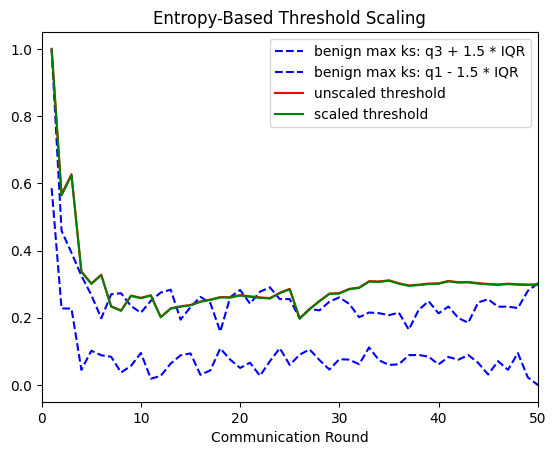 Entropy-Based Threshold Scaling
benign max ks: q3 + 1.5 * IQR
benign max ks: q1 - 1.5 * IQR
unscaled threshold
scaled threshold
1.0
0.8
0.6
0.4
0.2
0.0
0 10 20 30 40 50
Communication Round